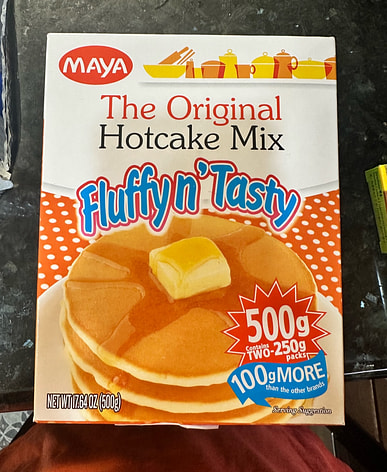 MAYA
The Original
Hotcake Mix
Fluffy n' Tasty
500g
Contains
TWO-250g
packs
100g MORE
than the other brands
Serving Suggestion
NET WT 17.64 OZ (500g)